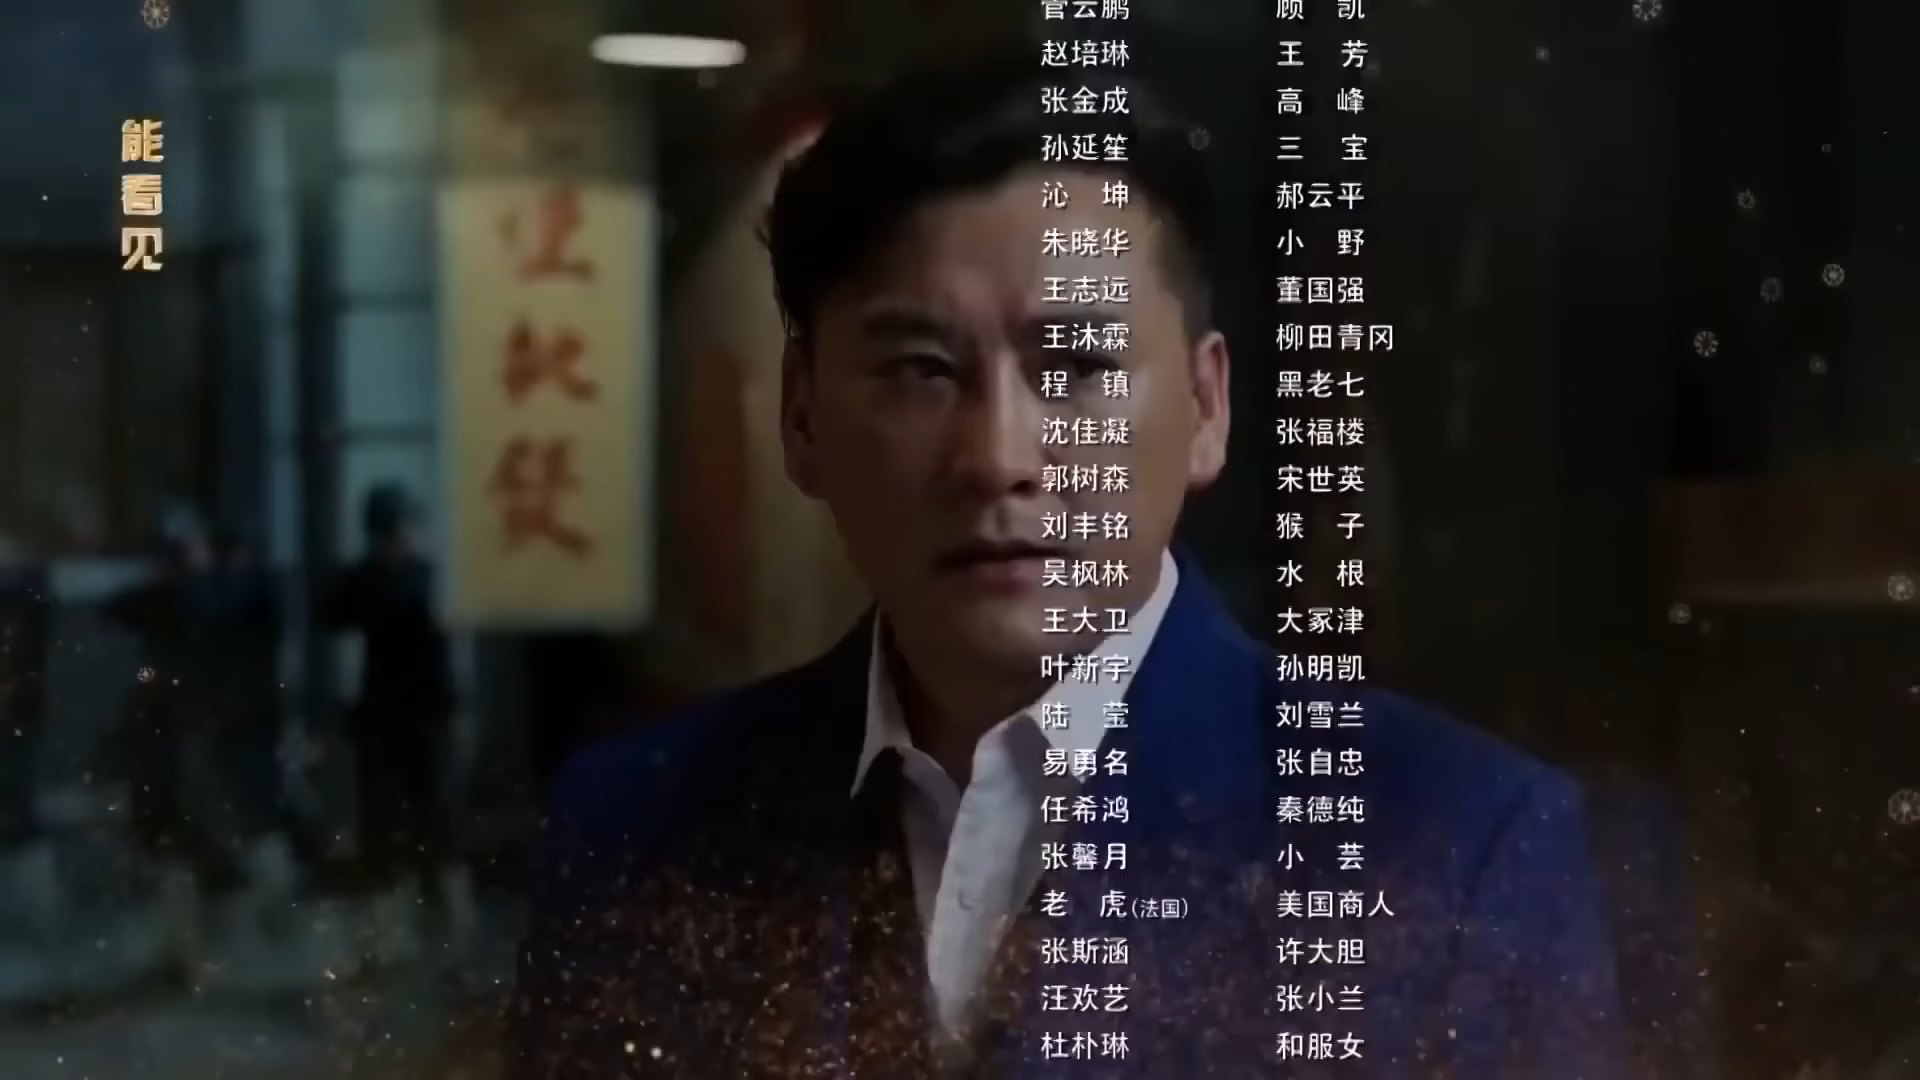 能看见
管云鹏 顾 凯
赵培琳 王 芳
张金成 高 峰
孙延笙 三 宝
沁 坤 郝云平
朱晓华 小 野
王志远 董国强
王沐霖 柳田青冈
程 镇 黑老七
沈佳凝 张福楼
郭树森 宋世英
刘丰铭 猴 子
吴枫林 水 根
王大卫 大冢津
叶新宇 孙明凯
陆 莹 刘雪兰
易勇名 张自忠
任希鸿 秦德纯
张馨月 小 芸
老 虎(法国) 美国商人
张斯涵 许大胆
汪欢艺 张小兰
杜朴琳 和服女